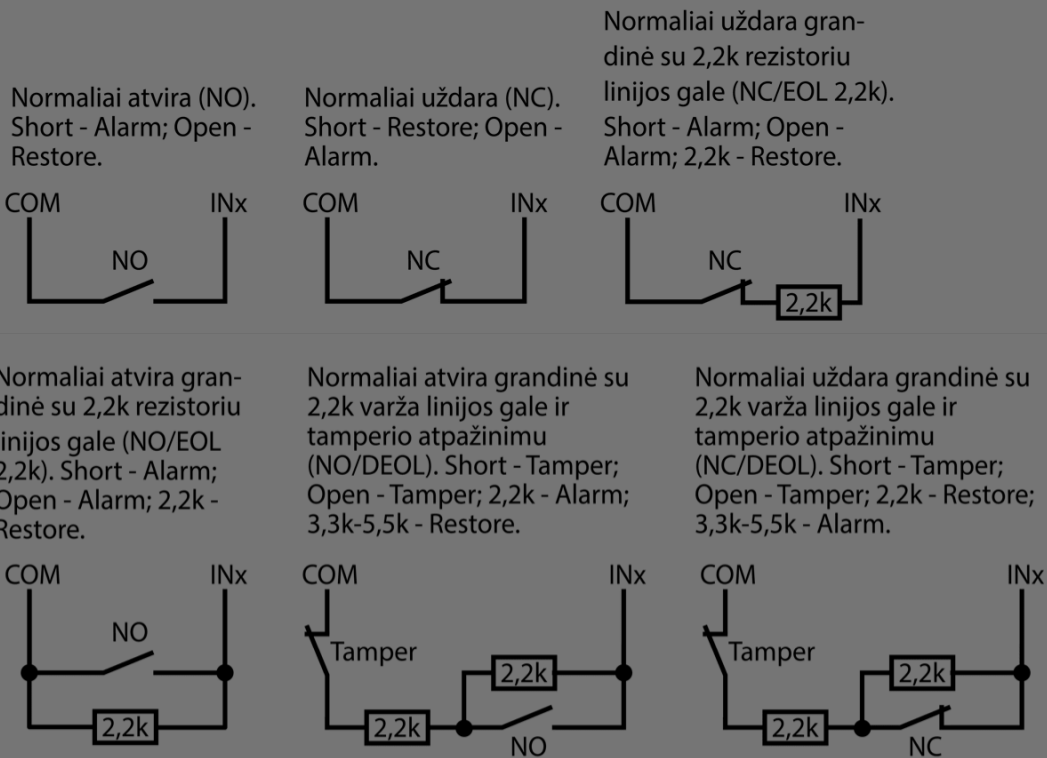 Normaliai atvira (NO).
Short - Alarm; Open -
Restore.
COM INx
NO
Normaliai uždara (NC).
Short - Restore; Open -
Alarm.
COM INx
NC
Normaliai uždara gran-
dinė su 2,2k rezistoriu
linijos gale (NC/EOL 2,2k).
Short - Alarm; Open -
Alarm; 2,2k - Restore.
COM INx
NC
2,2k
Normaliai atvira gran-
dinė su 2,2k rezistoriu
linijos gale (NO/EOL
2,2k). Short - Alarm;
Open - Alarm; 2,2k -
Restore.
COM INx
NO
2,2k
Normaliai atvira grandinė su
2,2k varža linijos gale ir
tamperio atpažinimu
(NO/DEOL). Short - Tamper;
Open - Tamper; 2,2k - Alarm;
3,3k-5,5k - Restore.
COM INx
Tamper
2,2k
2,2k
NO
Normaliai uždara grandinė su
2,2k varža linijos gale ir
tamperio atpažinimu
(NC/DEOL). Short - Tamper;
Open - Tamper; 2,2k - Restore;
3,3k-5,5k - Alarm.
COM INx
Tamper
2,2k
2,2k
NC